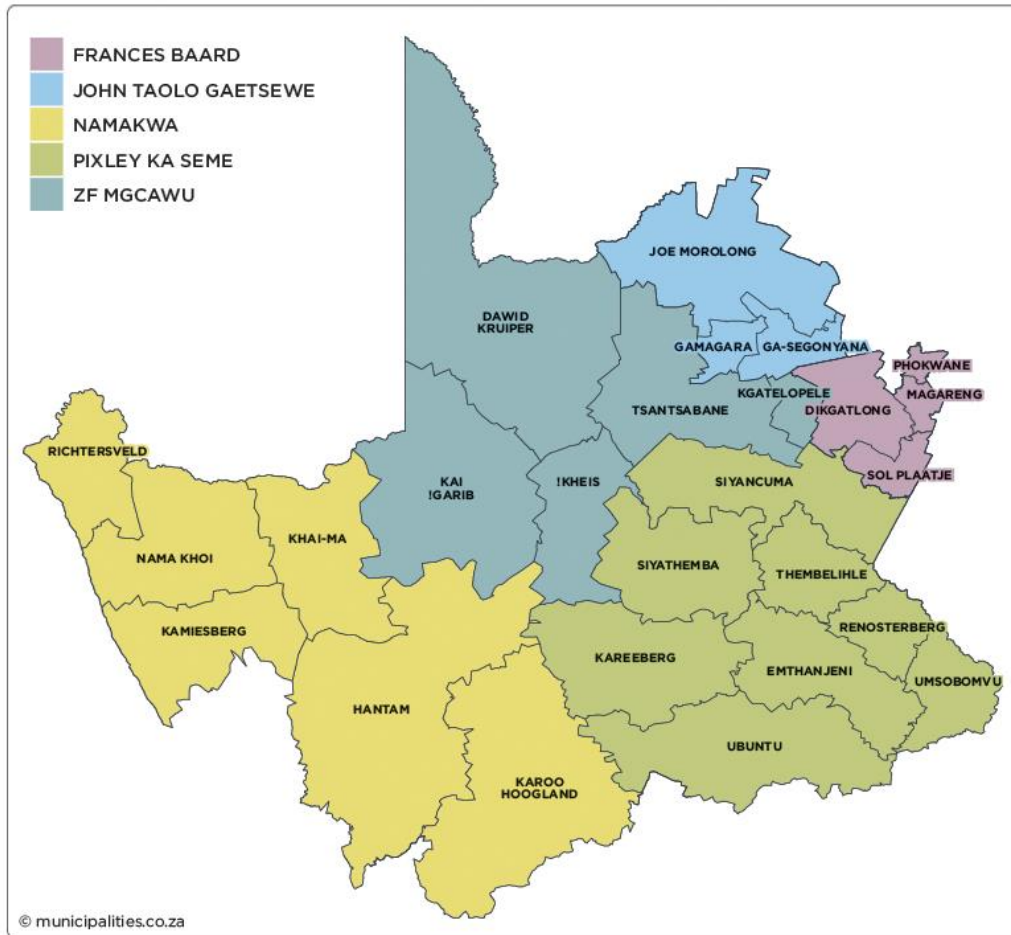 FRANCES BAARD
JOHN TAOLO GAETSEWE
NAMAKWA
PIXLEY KA SEME
ZF MGCAWU
JOE MOROLONG
DAWID
KRUIPER
GAMAGARA
GA-SEGONYANA
PHOKWANE
KGATELOPELE
MAGARENG
TSANTSABANE
DIKGATLONG
RICHTERSVELD
KAI
!GARIB
!KHEIS
SIYANCUMA
SOL PLAATJE
KHAI-MA
NAMA KHOI
SIYATHEMBA
THEMBELIHLE
KAMIESBERG
RENOSTERBERG
KAREEBERG
EMTHANJENI
UMSOBOMVU
HANTAM
UBUNTU
KAROO
HOOGLAND
© municipalities.co.za